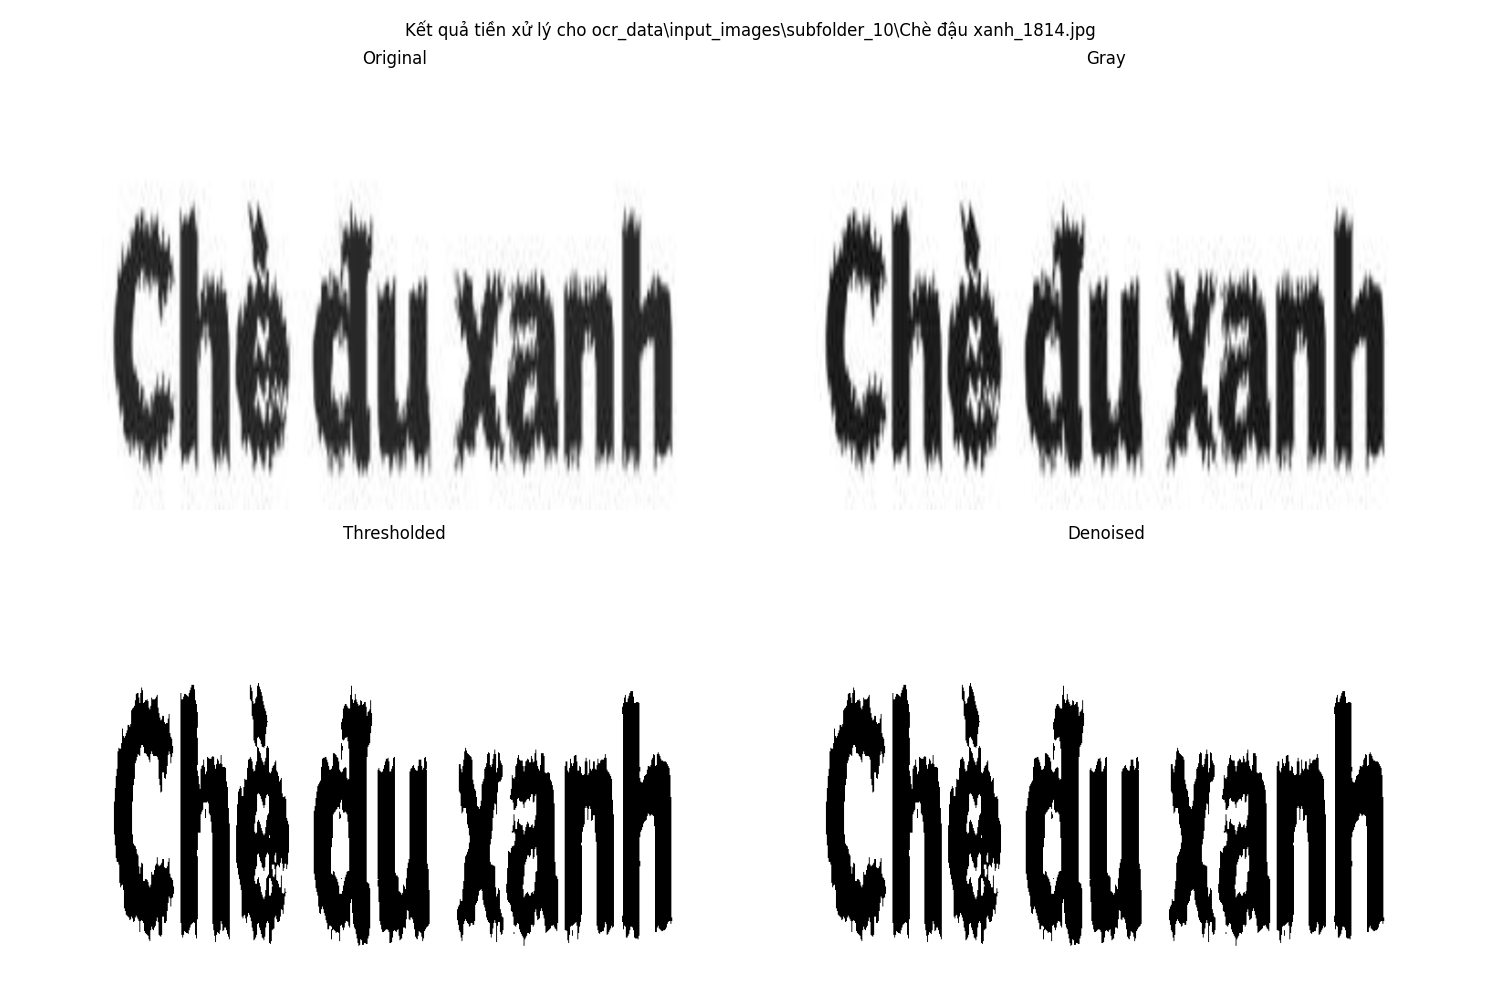 Kết quả tiền xử lý cho ocr_data\input_images\subfolder_10\Chè đậu xanh_1814.jpg
Original
Gray
Chè đu xanh
Chè đu xanh
Thresholded
Denoised
Chè đu xanh
Chè đu xanh